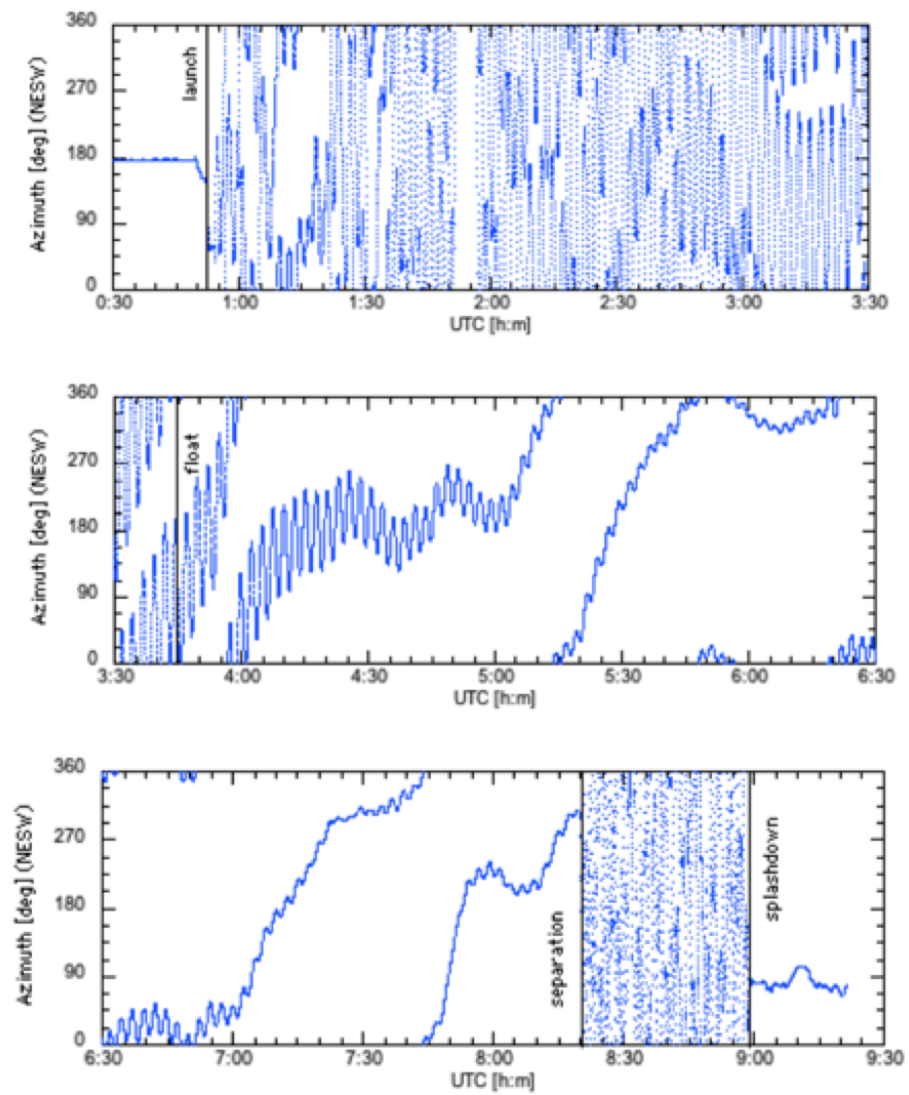 360
270
180
90
0
Azimuth [deg] (NESW)
launch
0:30 1:00 1:30 2:00 2:30 3:00 3:30
UTC [h:m]
360
270
180
90
0
Azimuth [deg] (NESW)
float
3:30 4:00 4:30 5:00 5:30 6:00 6:30
UTC [h:m]
360
270
180
90
0
Azimuth [deg] (NESW)
separation
splashdown
6:30 7:00 7:30 8:00 8:30 9:00 9:30
UTC [h:m]